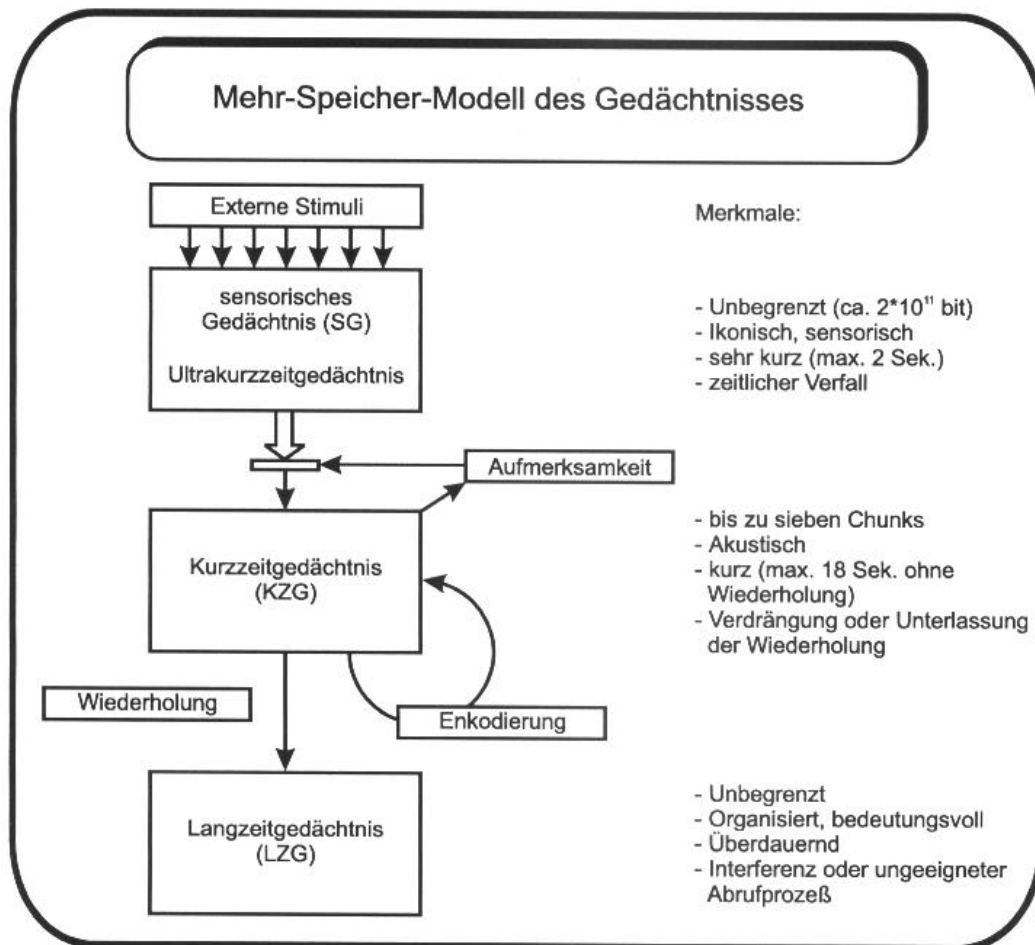 Mehr-Speicher-Modell des Gedächtnisses
Externe Stimuli
Merkmale:
sensorisches
Gedächtnis (SG)
Ultrakurzzeitgedächtnis
- Unbegrenzt (ca. 2*10¹¹ bit)
- Ikonisch, sensorisch
- sehr kurz (max. 2 Sek.)
- zeitlicher Verfall
Aufmerksamkeit
Kurzzeitgedächtnis
(KZG)
- bis zu sieben Chunks
- Akustisch
- kurz (max. 18 Sek. ohne
Wiederholung)
- Verdrängung oder Unterlassung
der Wiederholung
Wiederholung
Enkodierung
Langzeitgedächtnis
(LZG)
- Unbegrenzt
- Organisiert, bedeutungsvoll
- Überdauernd
- Interferenz oder ungeeigneter
Abrufprozeß